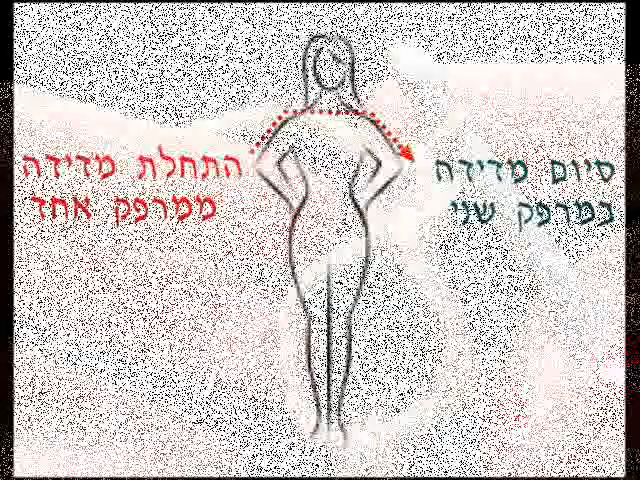 התחלת מדידה
ממרפק אחד
סיום מדידה
במרפק שני